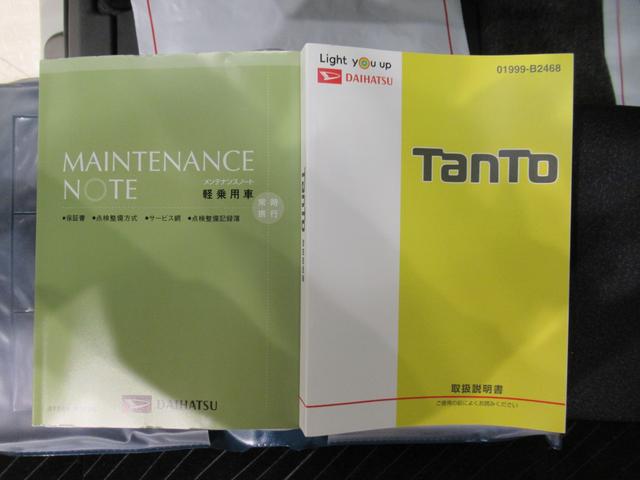 MAINTENANCE
NOTE
メンテナンスノート
軽乗用車
常時
携行
●保証書 ●点検整備方式 ●サービス網 ●点検整備記録簿
DAIHATSU
Light you up
DAIHATSU
01999-B2468
TanTo
取扱説明書
ご使用の前によくお読みください